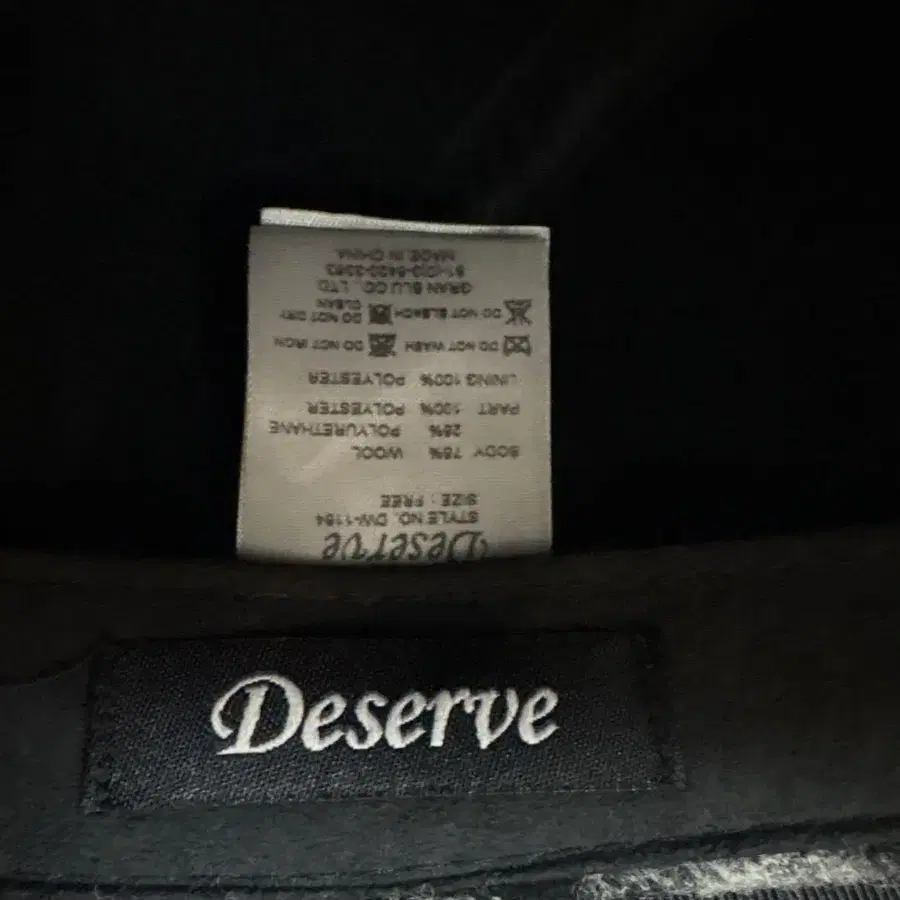 Deserve
STYLE NO. DW-1184
SIZE : FREE
BODY 75% WOOL
25% POLYURETHANE
PART 100% POLYESTER
LINING 100% POLYESTER
DO NOT WASH DO NOT IRON
DO NOT BLEACH DO NOT DRY CLEAN
GRAN BLU CO., LTD.
MADE IN CHINA
Deserve